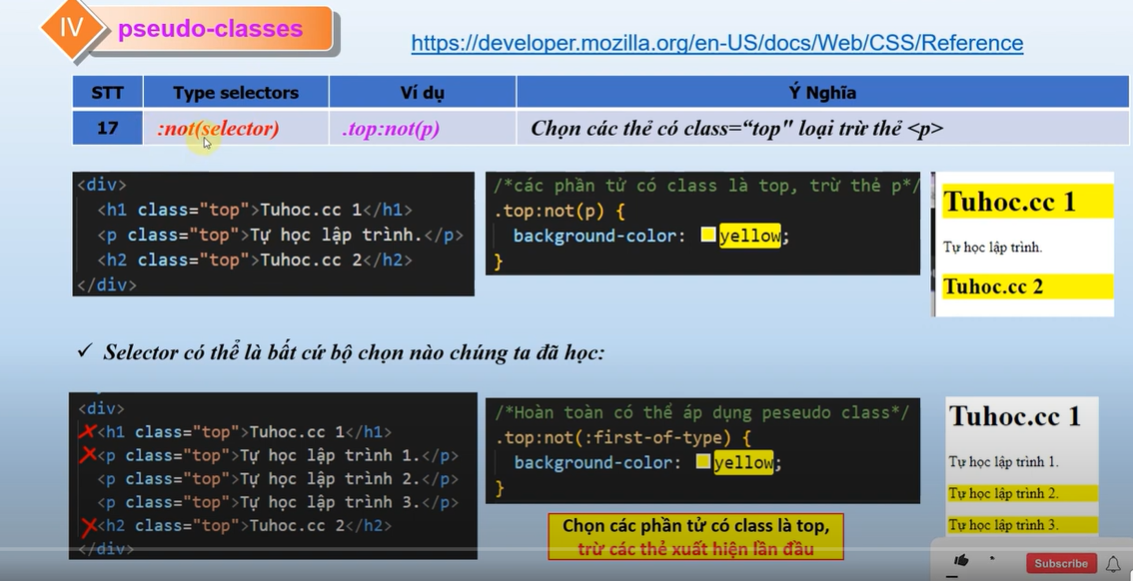 IV
pseudo-classes
https://developer.mozilla.org/en-US/docs/Web/CSS/Reference
STT Type selectors Ví dụ Ý Nghĩa
17 :not(selector) .top:not(p) Chọn các thẻ có class=“top" loại trừ thẻ <p>
<div>
<h1 class="top">Tuhoc.cc 1</h1>
<p class="top">Tự học lập trình.</p>
<h2 class="top">Tuhoc.cc 2</h2>
</div>
/*các phần tử có class là top, trừ thẻ p*/
.top:not(p) {
background-color: yellow;
}
Tuhoc.cc 1
Tự học lập trình.
Tuhoc.cc 2
✓ Selector có thể là bất cứ bộ chọn nào chúng ta đã học:
<div>
<h1 class="top">Tuhoc.cc 1</h1>
<p class="top">Tự học lập trình 1.</p>
<p class="top">Tự học lập trình 2.</p>
<p class="top">Tự học lập trình 3.</p>
<h2 class="top">Tuhoc.cc 2</h2>
</div>
/*Hoàn toàn có thể áp dụng peseudo class*/
.top:not(:first-of-type) {
background-color: yellow;
}
Chọn các phần tử có class là top,
trừ các thẻ xuất hiện lần đầu
Tuhoc.cc 1
Tự học lập trình 1.
Tự học lập trình 2.
Tự học lập trình 3.
Subscribe